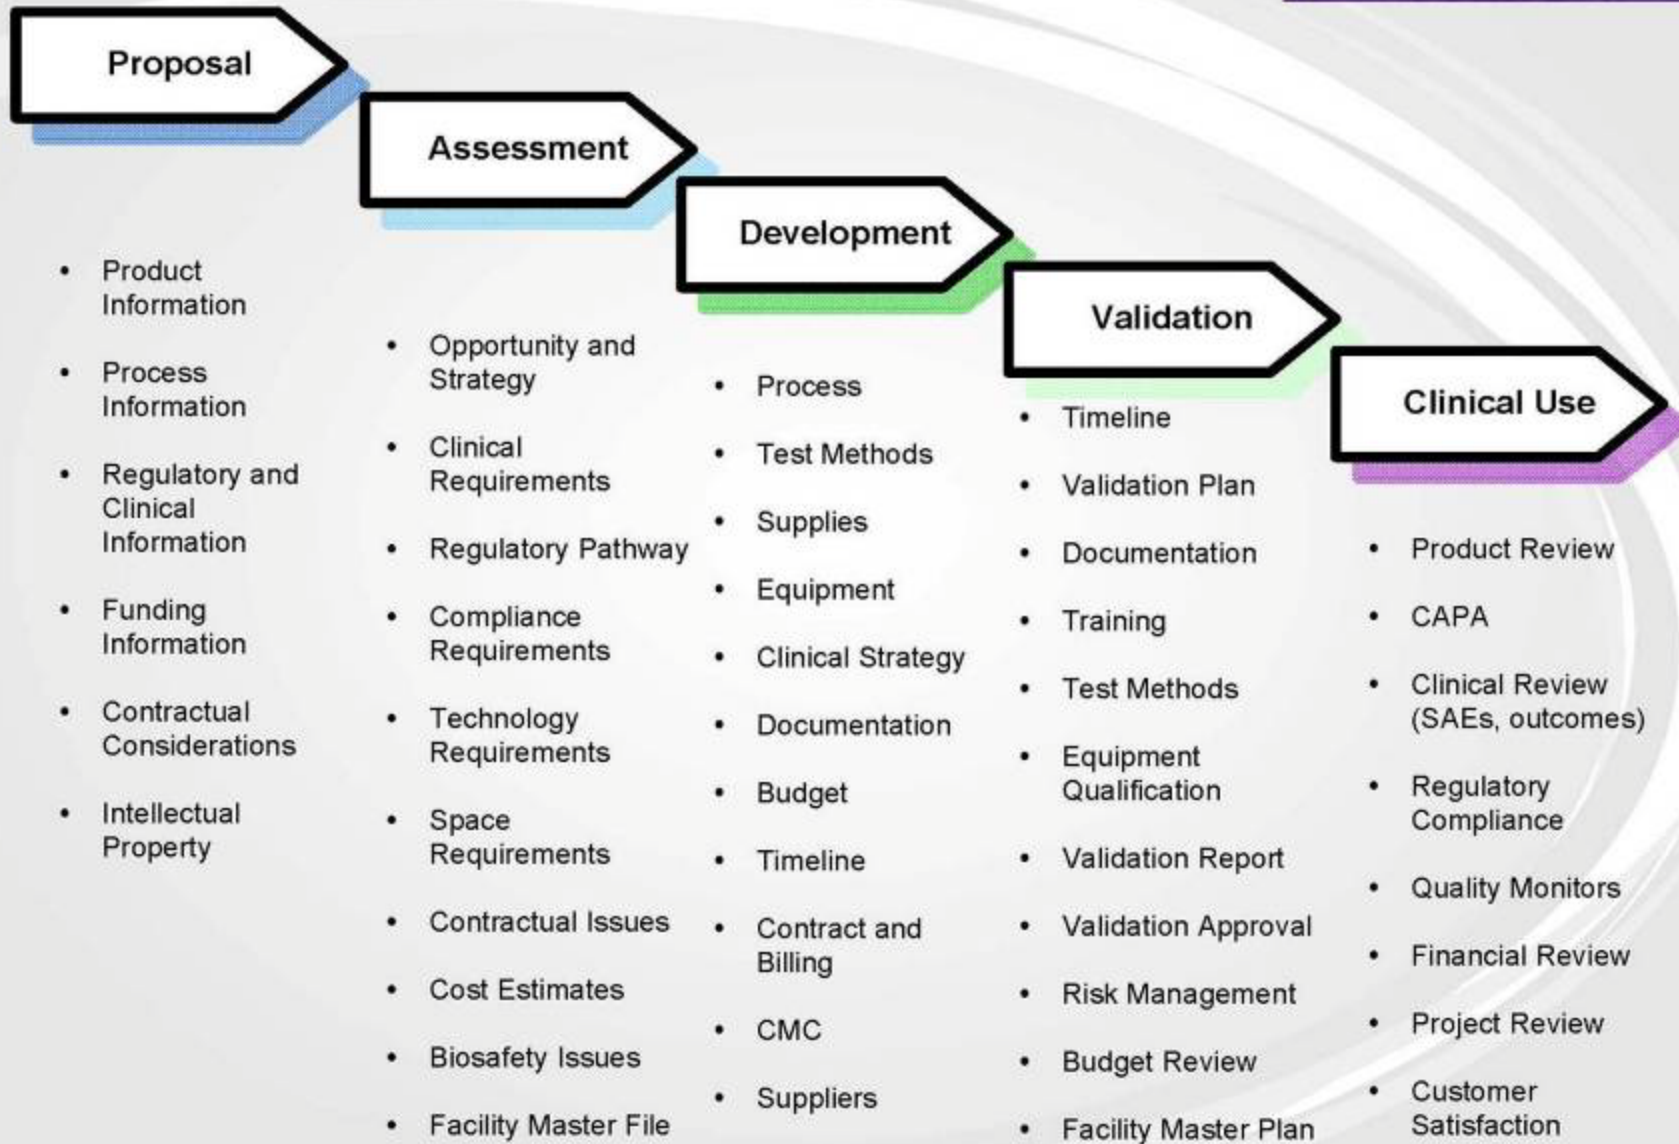 Proposal
• Product
Information
• Process
Information
• Regulatory and
Clinical
Information
• Funding
Information
• Contractual
Considerations
• Intellectual
Property
Assessment
• Opportunity and
Strategy
• Clinical
Requirements
• Regulatory Pathway
• Compliance
Requirements
• Technology
Requirements
• Space
Requirements
• Contractual Issues
• Cost Estimates
• Biosafety Issues
• Facility Master File
Development
• Process
• Test Methods
• Supplies
• Equipment
• Clinical Strategy
• Documentation
• Budget
• Timeline
• Contract and
Billing
• CMC
• Suppliers
Validation
• Timeline
• Validation Plan
• Documentation
• Training
• Test Methods
• Equipment
Qualification
• Validation Report
• Validation Approval
• Risk Management
• Budget Review
• Facility Master Plan
Clinical Use
• Product Review
• CAPA
• Clinical Review
(SAEs, outcomes)
• Regulatory
Compliance
• Quality Monitors
• Financial Review
• Project Review
• Customer
Satisfaction